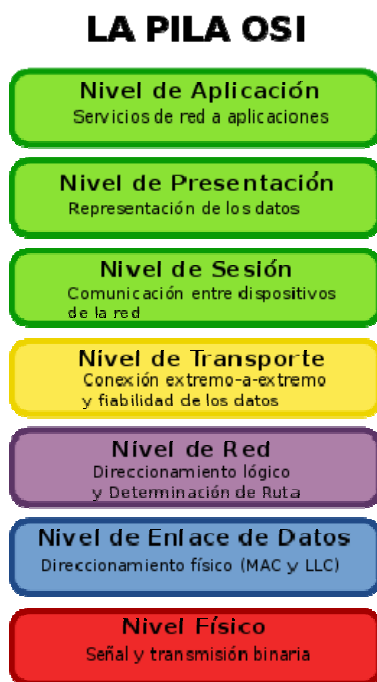 LA PILA OSI
Nivel de Aplicación
Servicios de red a aplicaciones
Nivel de Presentación
Representación de los datos
Nivel de Sesión
Comunicación entre dispositivos
de la red
Nivel de Transporte
Conexión extremo-a-extremo
y fiabilidad de los datos
Nivel de Red
Direccionamiento lógico
y Determinación de Ruta
Nivel de Enlace de Datos
Direccionamiento físico (MAC y LLC)
Nivel Físico
Señal y transmisión binaria